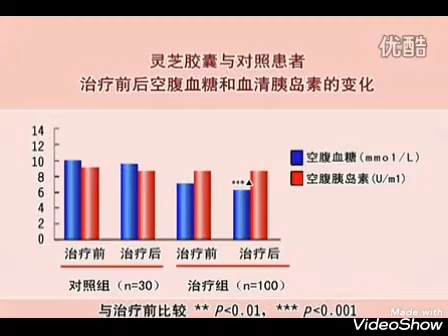 优酷
灵芝胶囊与对照患者
治疗前后空腹血糖和血清胰岛素的变化
14
12
10
8
6
4
2
0
***▲
空腹血糖(mmol/L)
空腹胰岛素(U/ml)
治疗前 治疗后 治疗前 治疗后
对照组（n=30） 治疗组（n=100）
与治疗前比较 ** P<0.01, *** P<0.001
Made with
VideoShow